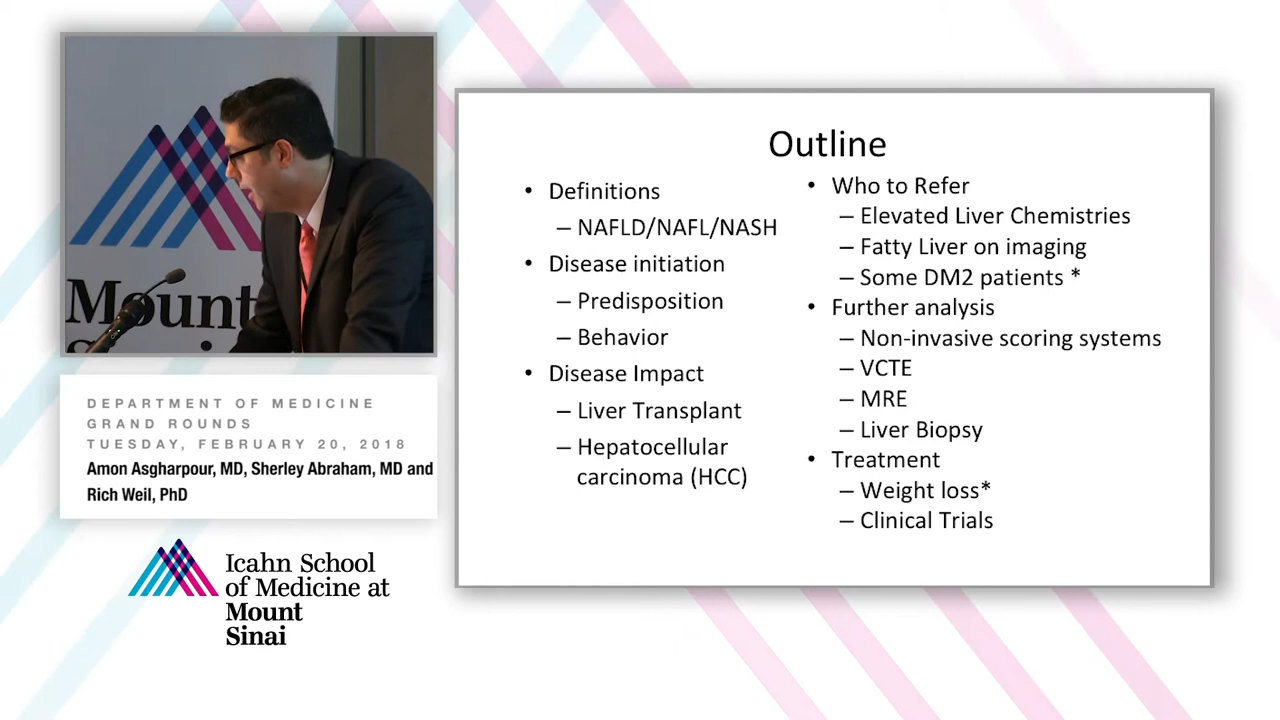 Mount
Sinai
DEPARTMENT OF MEDICINE
GRAND ROUNDS
TUESDAY, FEBRUARY 20, 2018
Amon Asgharpour, MD, Sherley Abraham, MD and
Rich Weil, PhD
Icahn School
of Medicine at
Mount
Sinai
Outline
• Definitions
– NAFLD/NAFL/NASH
• Disease initiation
– Predisposition
– Behavior
• Disease Impact
– Liver Transplant
– Hepatocellular
carcinoma (HCC)
• Who to Refer
– Elevated Liver Chemistries
– Fatty Liver on imaging
– Some DM2 patients *
• Further analysis
– Non-invasive scoring systems
– VCTE
– MRE
– Liver Biopsy
• Treatment
– Weight loss*
– Clinical Trials